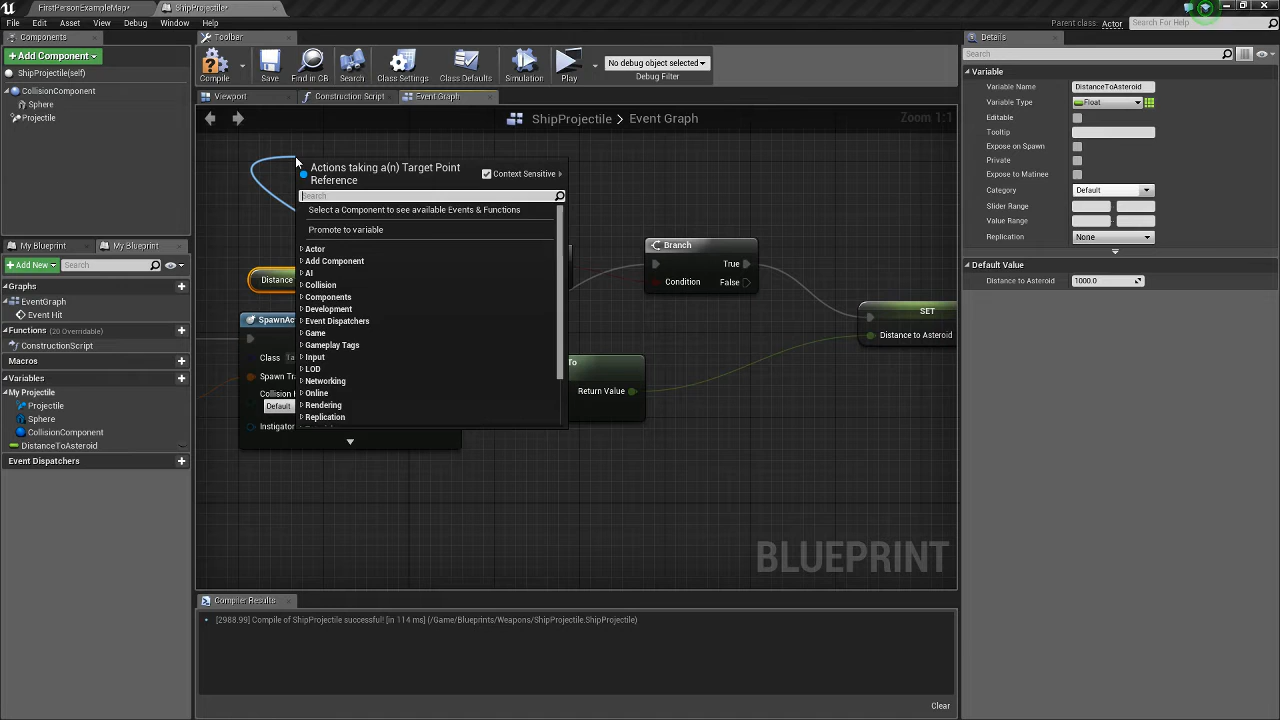 FirstPersonExampleMap*
ShipProjectile*
File
Edit
Asset
View
Debug
Window
Help
Parent class: Actor
Search For Help
Components
Toolbar
Details
Add Component
Search
ShipProjectile(self)
CollisionComponent
Sphere
Projectile
Compile
Save
Find in CB
Search
Class Settings
Class Defaults
Simulation
Play
No debug object selected
Debug Filter
Viewport
Construction Script
Event Graph
ShipProjectile > Event Graph
Zoom 1:1
Variable
Variable Name
DistanceToAsteroid
Variable Type
Float
Editable
Tooltip
Expose on Spawn
Private
Expose to Matinee
Category
Default
Slider Range
Value Range
Replication
None
Default Value
Distance to Asteroid
1000.0
Actions taking a(n) Target Point
Reference
Context Sensitive
Search
Select a Component to see available Events & Functions
Promote to variable
Actor
Add Component
AI
Collision
Components
Development
Event Dispatchers
Game
Gameplay Tags
Input
LOD
Networking
Online
Rendering
Replication
Distance
SpawnAc
Class
Spawn Tra
Collision
Default
Instigator
To
Return Value
Branch
True
Condition
False
SET
Distance to Asteroid
BLUEPRINT
My Blueprint
My Blueprint
Add New
Search
Graphs
EventGraph
Event Hit
Functions (20 Overridable)
ConstructionScript
Macros
Variables
My Projectile
Projectile
Sphere
CollisionComponent
DistanceToAsteroid
Event Dispatchers
Compiler Results
[2988.99] Compile of ShipProjectile successful! [in 114 ms] (/Game/Blueprints/Weapons/ShipProjectile.ShipProjectile)
Clear